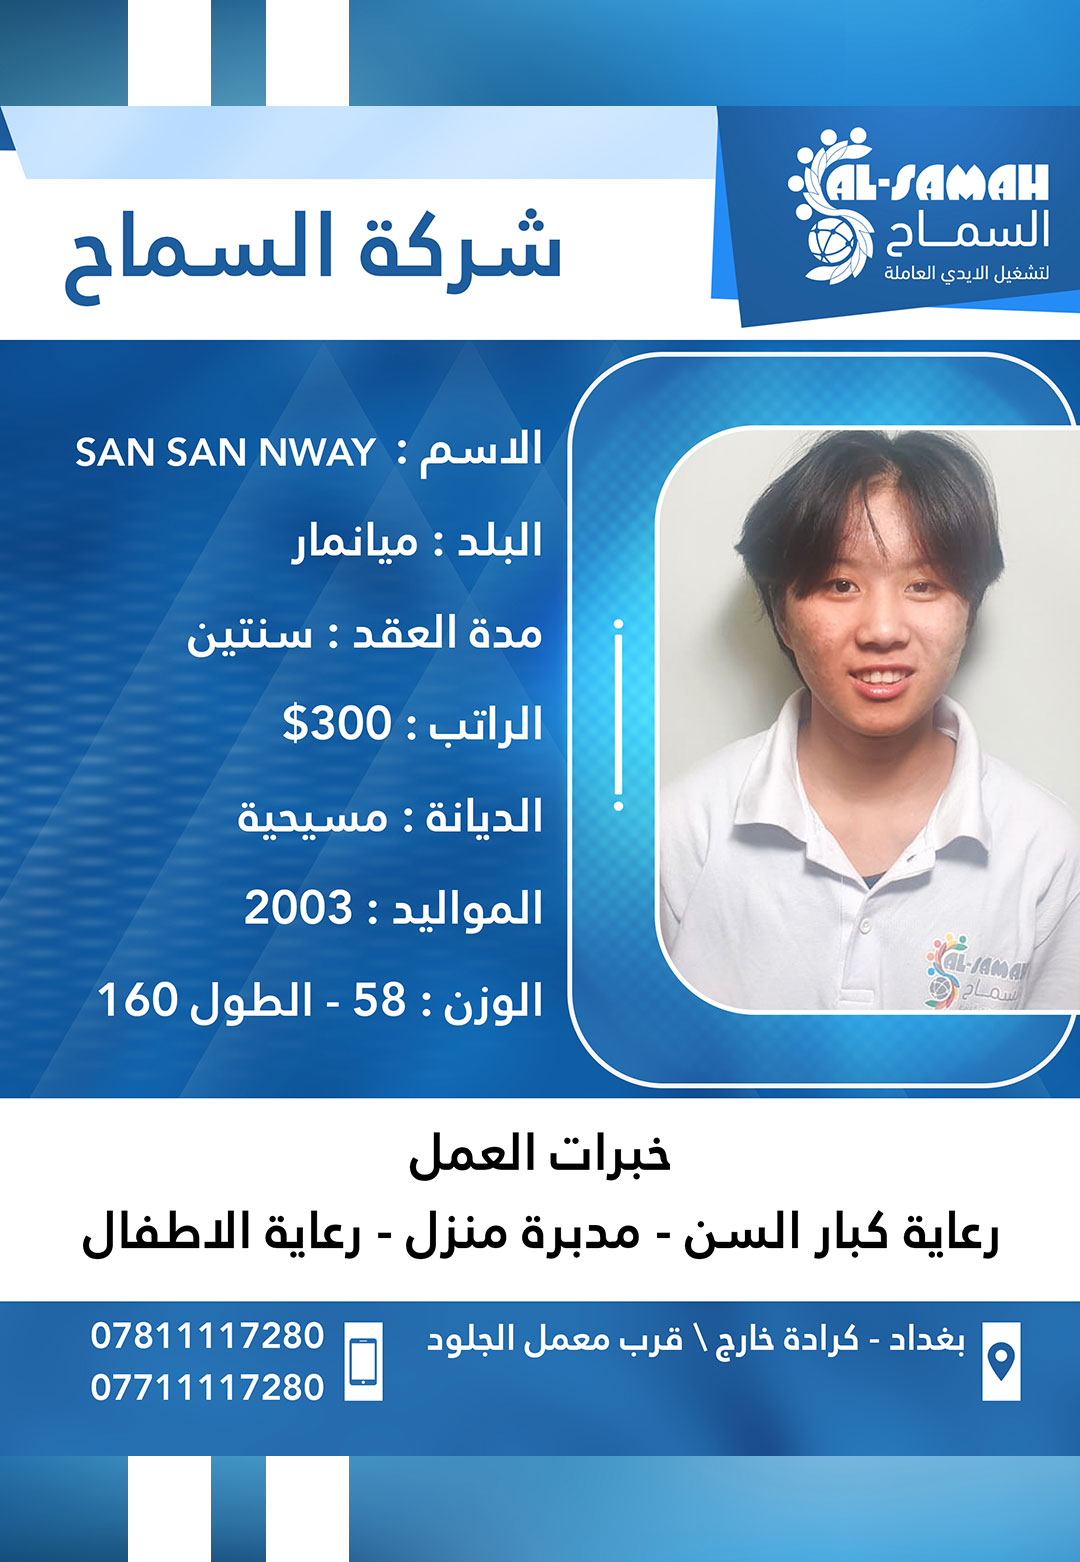 AL-SAMAH
السماح
لتشغيل الايدي العاملة
شركة السماح
الاسم : SAN SAN NWAY
البلد : ميانمار
مدة العقد : سنتين
الراتب : 300$
الديانة : مسيحية
المواليد : 2003
الوزن : 58 - الطول 160
AL-SAMAH
السماح
خبرات العمل
رعاية كبار السن - مدبرة منزل - رعاية الاطفال
بغداد - كرادة خارج \ قرب معمل الجلود
07811117280
07711117280